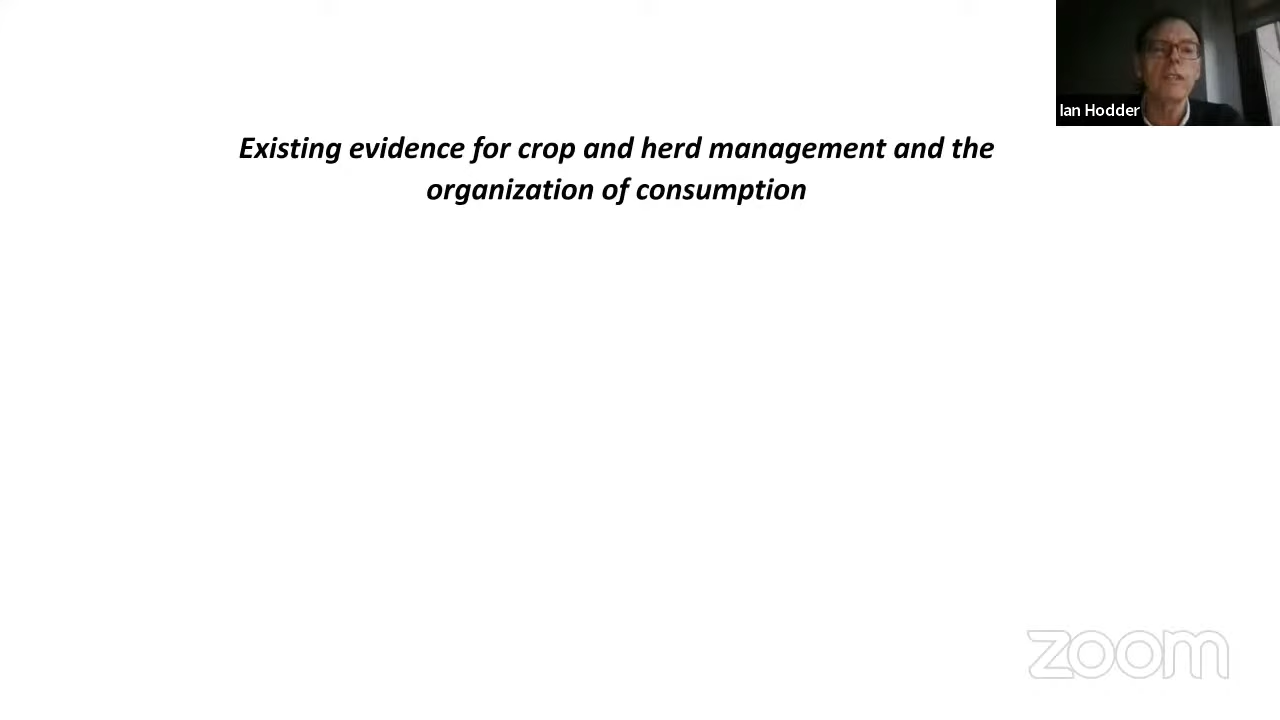 Ian Hodder
Existing evidence for crop and herd management and the
organization of consumption
zoom